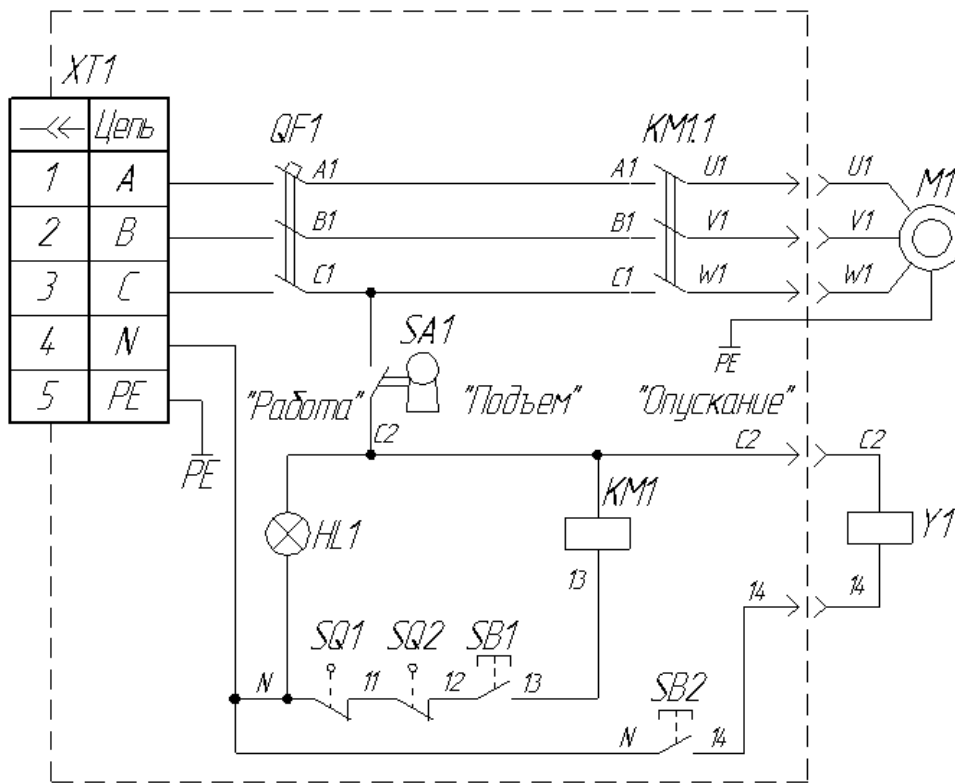 XT1
Цепь QF1 KM1.1
1 A A1 A1 U1 U1 M1
2 B B1 B1 V1 V1
3 C C1 C1 W1 W1
4 N SA1 PE
5 PE "Работа" "Подъем" "Опускание"
C2 C2 C2
PE KM1
HL1 Y1
13 14 14
SQ1 SQ2 SB1
N 11 12 13 SB2
N 14